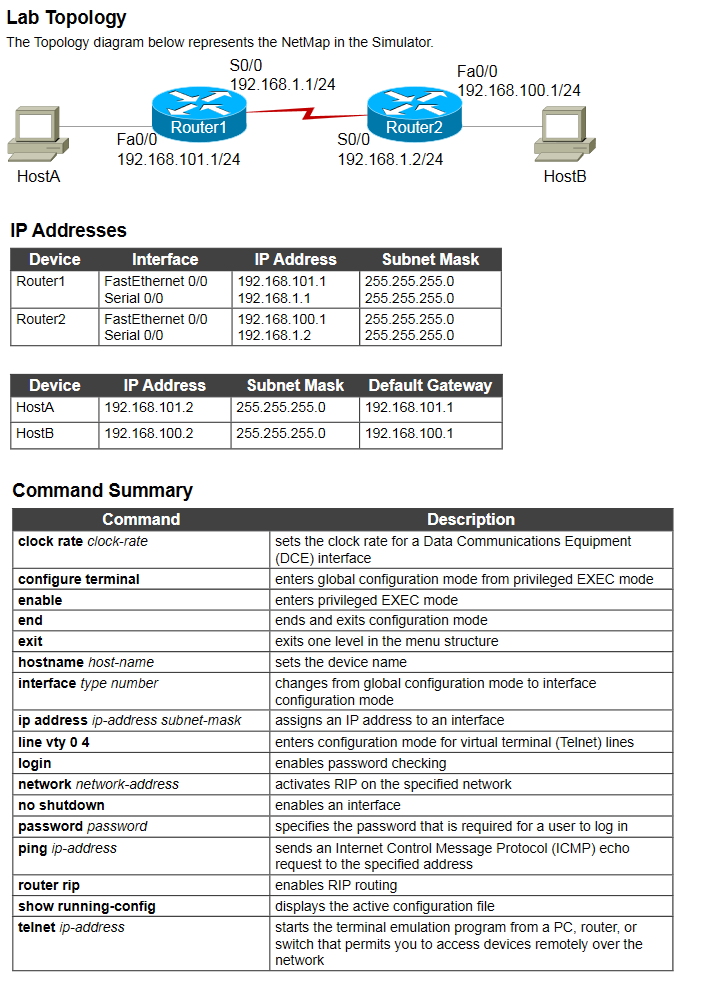 Lab Topology
The Topology diagram below represents the NetMap in the Simulator.
S0/0
192.168.1.1/24
Fa0/0
192.168.100.1/24
Router1
Router2
Fa0/0
192.168.101.1/24
S0/0
192.168.1.2/24
HostA
HostB
IP Addresses
Device Interface IP Address Subnet Mask
Router1 FastEthernet 0/0 192.168.101.1 255.255.255.0
Serial 0/0 192.168.1.1 255.255.255.0
Router2 FastEthernet 0/0 192.168.100.1 255.255.255.0
Serial 0/0 192.168.1.2 255.255.255.0
Device IP Address Subnet Mask Default Gateway
HostA 192.168.101.2 255.255.255.0 192.168.101.1
HostB 192.168.100.2 255.255.255.0 192.168.100.1
Command Summary
Command Description
clock rate clock-rate sets the clock rate for a Data Communications Equipment
(DCE) interface
configure terminal enters global configuration mode from privileged EXEC mode
enable enters privileged EXEC mode
end ends and exits configuration mode
exit exits one level in the menu structure
hostname host-name sets the device name
interface type number changes from global configuration mode to interface
configuration mode
ip address ip-address subnet-mask assigns an IP address to an interface
line vty 0 4 enters configuration mode for virtual terminal (Telnet) lines
login enables password checking
network network-address activates RIP on the specified network
no shutdown enables an interface
password password specifies the password that is required for a user to log in
ping ip-address sends an Internet Control Message Protocol (ICMP) echo
request to the specified address
router rip enables RIP routing
show running-config displays the active configuration file
telnet ip-address starts the terminal emulation program from a PC, router, or
switch that permits you to access devices remotely over the
network